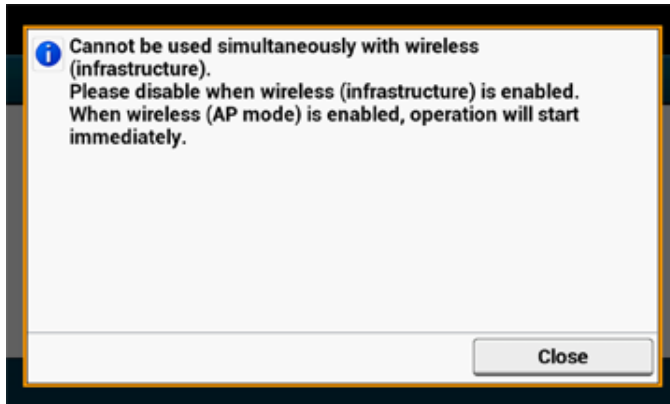 Cannot be used simultaneously with wireless
(infrastructure).
Please disable when wireless (infrastructure) is enabled.
When wireless (AP mode) is enabled, operation will start
immediately.
Close